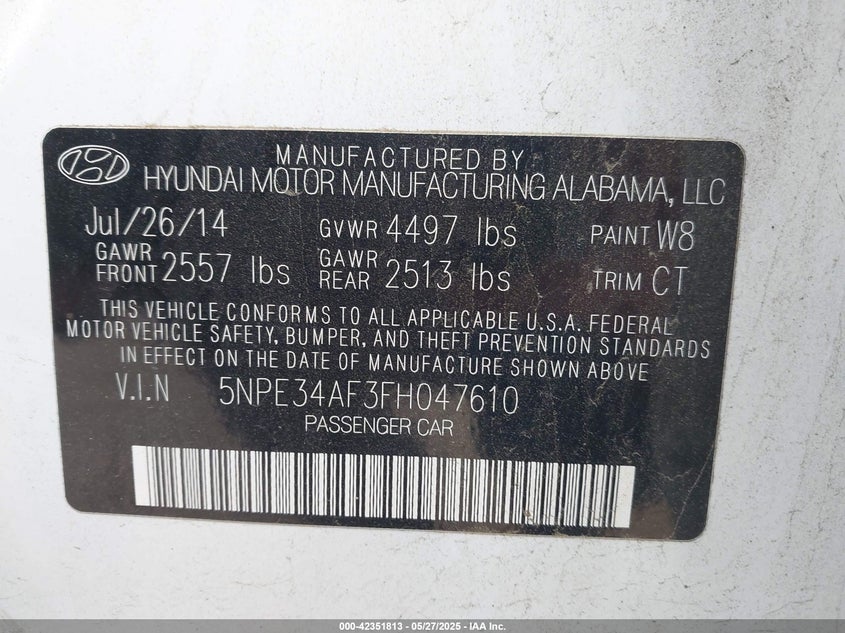 MANUFACTURED BY
HYUNDAI MOTOR MANUFACTURING ALABAMA, LLC
Jul/26/14 GVWR 4497 lbs PAINT W8
GAWR FRONT 2557 lbs GAWR REAR 2513 lbs TRIM CT
THIS VEHICLE CONFORMS TO ALL APPLICABLE U.S.A. FEDERAL
MOTOR VEHICLE SAFETY, BUMPER, AND THEFT PREVENTION STANDARDS
IN EFFECT ON THE DATE OF MANUFACTURE SHOWN ABOVE.
V.I.N 5NPE34AF3FH047610
PASSENGER CAR
000-42351813 - 05/27/2025 - IAA Inc.